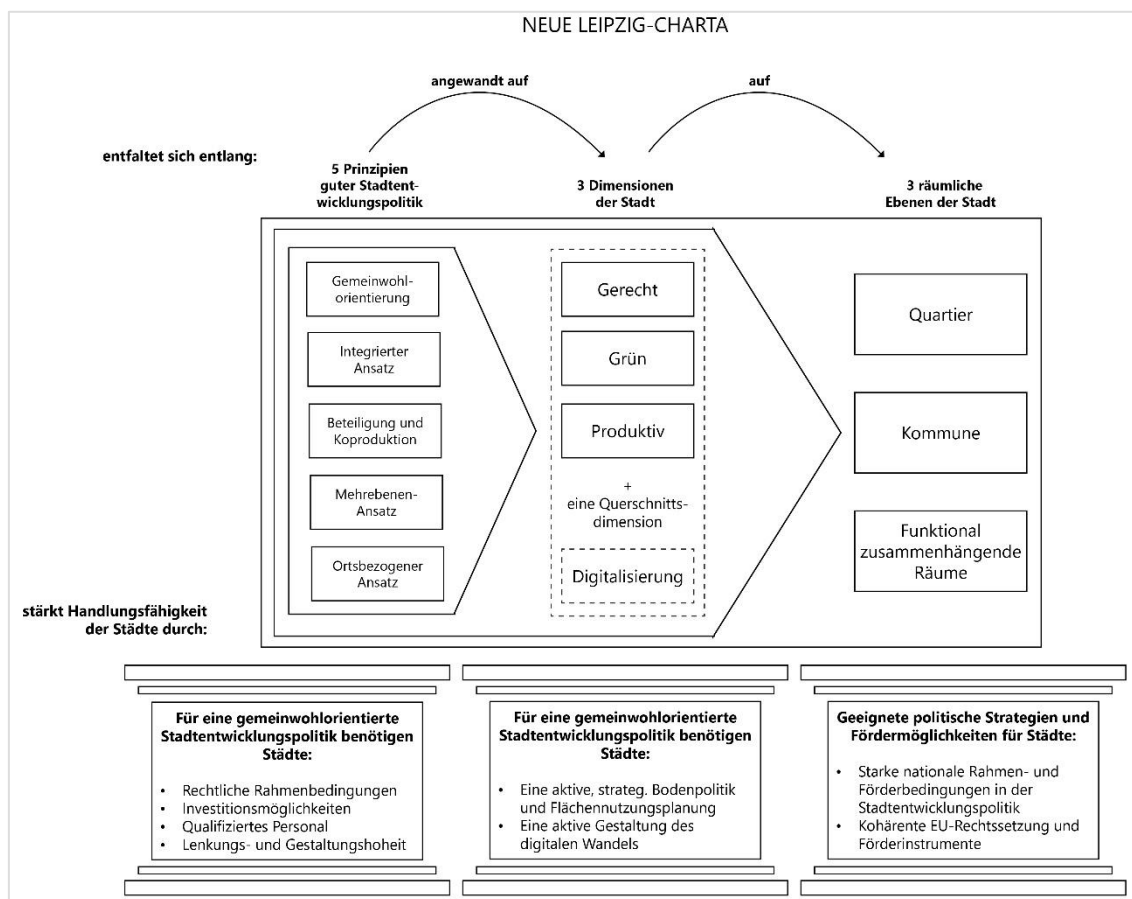 NEUE LEIPZIG-CHARTA
angewandt auf
auf
entfaltet sich entlang:
5 Prinzipien
guter Stadtent-
wicklungspolitik
3 Dimensionen
der Stadt
3 räumliche
Ebenen der Stadt
Gemeinwohl-
orientierung
Integrierter
Ansatz
Beteiligung und
Koproduktion
Mehrebenen-
Ansatz
Ortsbezogener
Ansatz
Gerecht
Grün
Produktiv
+
eine Querschnitts-
dimension
Digitalisierung
Quartier
Kommune
Funktional
zusammenhängende
Räume
stärkt Handlungsfähigkeit
der Städte durch:
Für eine gemeinwohlorientierte
Stadtentwicklungspolitik benötigen
Städte:
• Rechtliche Rahmenbedingungen
• Investitionsmöglichkeiten
• Qualifiziertes Personal
• Lenkungs- und Gestaltungshoheit
Für eine gemeinwohlorientierte
Stadtentwicklungspolitik benötigen
Städte:
• Eine aktive, strateg. Bodenpolitik
und Flächennutzungsplanung
• Eine aktive Gestaltung des
digitalen Wandels
Geeignete politische Strategien und
Fördermöglichkeiten für Städte:
• Starke nationale Rahmen- und
Förderbedingungen in der
Stadtentwicklungspolitik
• Kohärente EU-Rechtssetzung und
Förderinstrumente